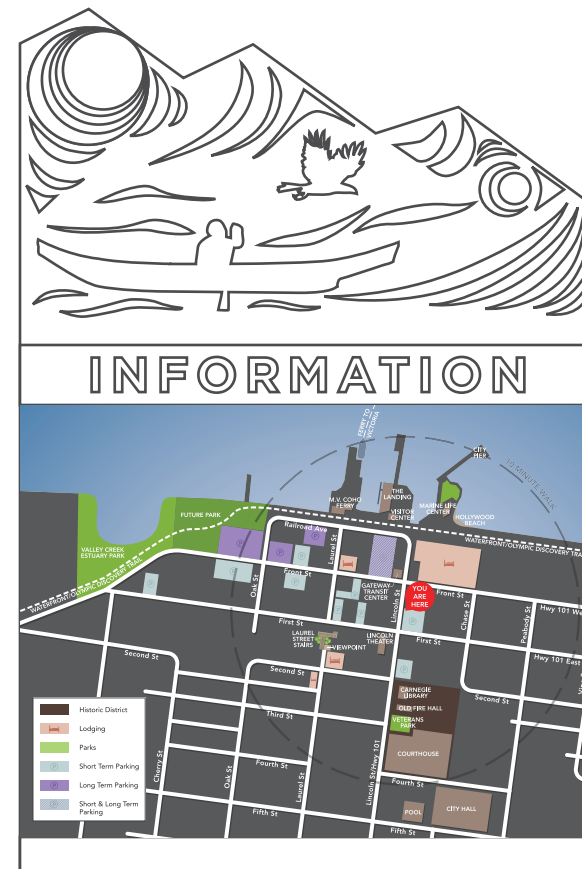 INFORMATION
FERRY TO
VICTORIA
CITY
PIER
10 MINUTE WALK
M.V. COHO
FERRY
THE
LANDING
VISITOR
CENTER
MARINE LIFE
CENTER
HOLLYWOOD
BEACH
FUTURE PARK
Railroad Ave
Laurel St
WATERFRONT/OLYMPIC DISCOVERY TRA
VALLEY CREEK
ESTUARY PARK
WATERFRONT/OLYMPIC DISCOVERY TRAIL
Oak St
Front St
GATEWAY
TRANSIT
CENTER
Lincoln St
YOU
ARE
HERE
Front St
Chase St
Peabody St
Hwy 101 W
First St
LAUREL
STREET
STAIRS
VIEWPOINT
LINCOLN
THEATER
First St
Hwy 101 East
Second St
Second St
CARNEGIE
LIBRARY
OLD FIRE HALL
VETERANS
PARK
Third St
COURTHOUSE
Cherry St
Oak St
Fourth St
Laurel St
Lincoln St/Hwy 101
Fourth St
Fifth St
POOL
CITY HALL
Fifth St
Historic District
Lodging
Parks
P Short Term Parking
P Long Term Parking
P Short & Long Term
Parking